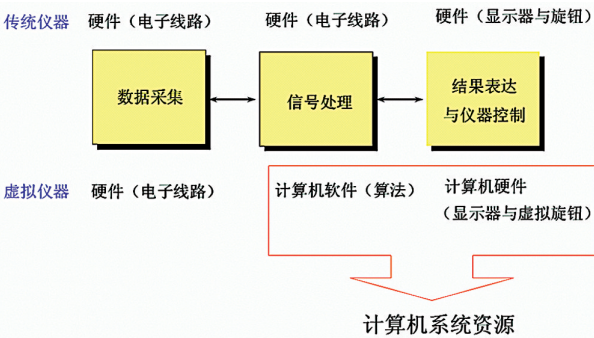 传统仪器 硬件（电子线路） 硬件（电子线路） 硬件（显示器与旋钮）
数据采集 信号处理 结果表达
与仪器控制
虚拟仪器 硬件（电子线路） 计算机软件（算法） 计算机硬件
（显示器与虚拟旋钮）
计算机系统资源